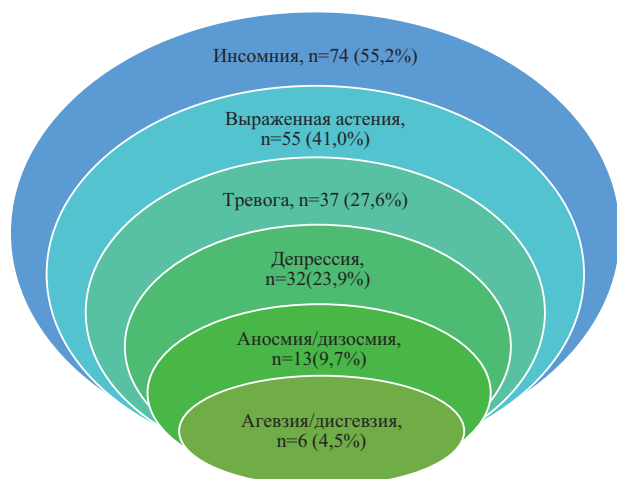 Инсомния, n=74 (55,2%)
Выраженная астения,
n=55 (41,0%)
Тревога, n=37 (27,6%)
Депрессия,
n=32(23,9%)
Аносмия/дизосмия,
n=13(9,7%)
Агевзия/дисгевзия,
n=6 (4,5%)